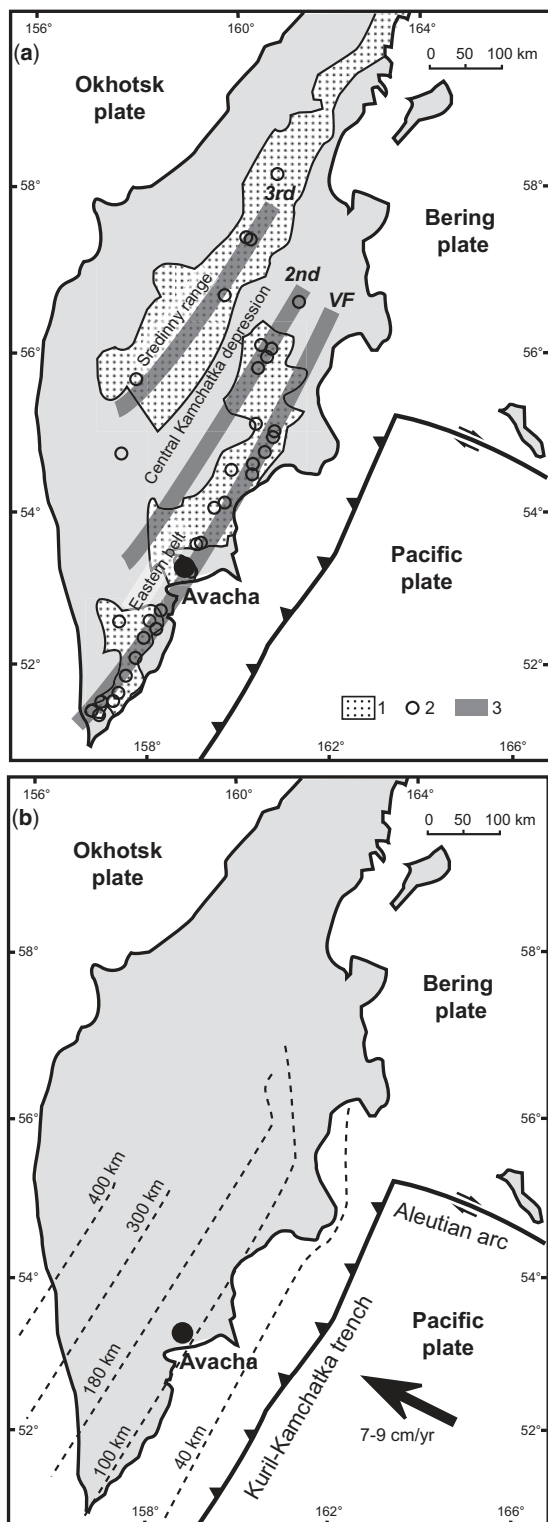 156°
160°
164°
(a)
0 50 100 km
Okhotsk
plate
58°
58°
3rd
Bering
plate
2nd
VF
Sredinny range
Central Kamchatka depression
56°
56°
54°
54°
Pacific
plate
Eastern belt
Avacha
52°
52°
1 2 3
158°
162°
166°
156°
160°
164°
(b)
0 50 100 km
Okhotsk
plate
58°
58°
Bering
plate
56°
56°
400 km
300 km
Aleutian arc
54°
54°
Pacific
plate
Avacha
180 km
Kuril-Kamchatka trench
7-9 cm/yr
52°
52°
100 km
40 km
158°
162°
166°